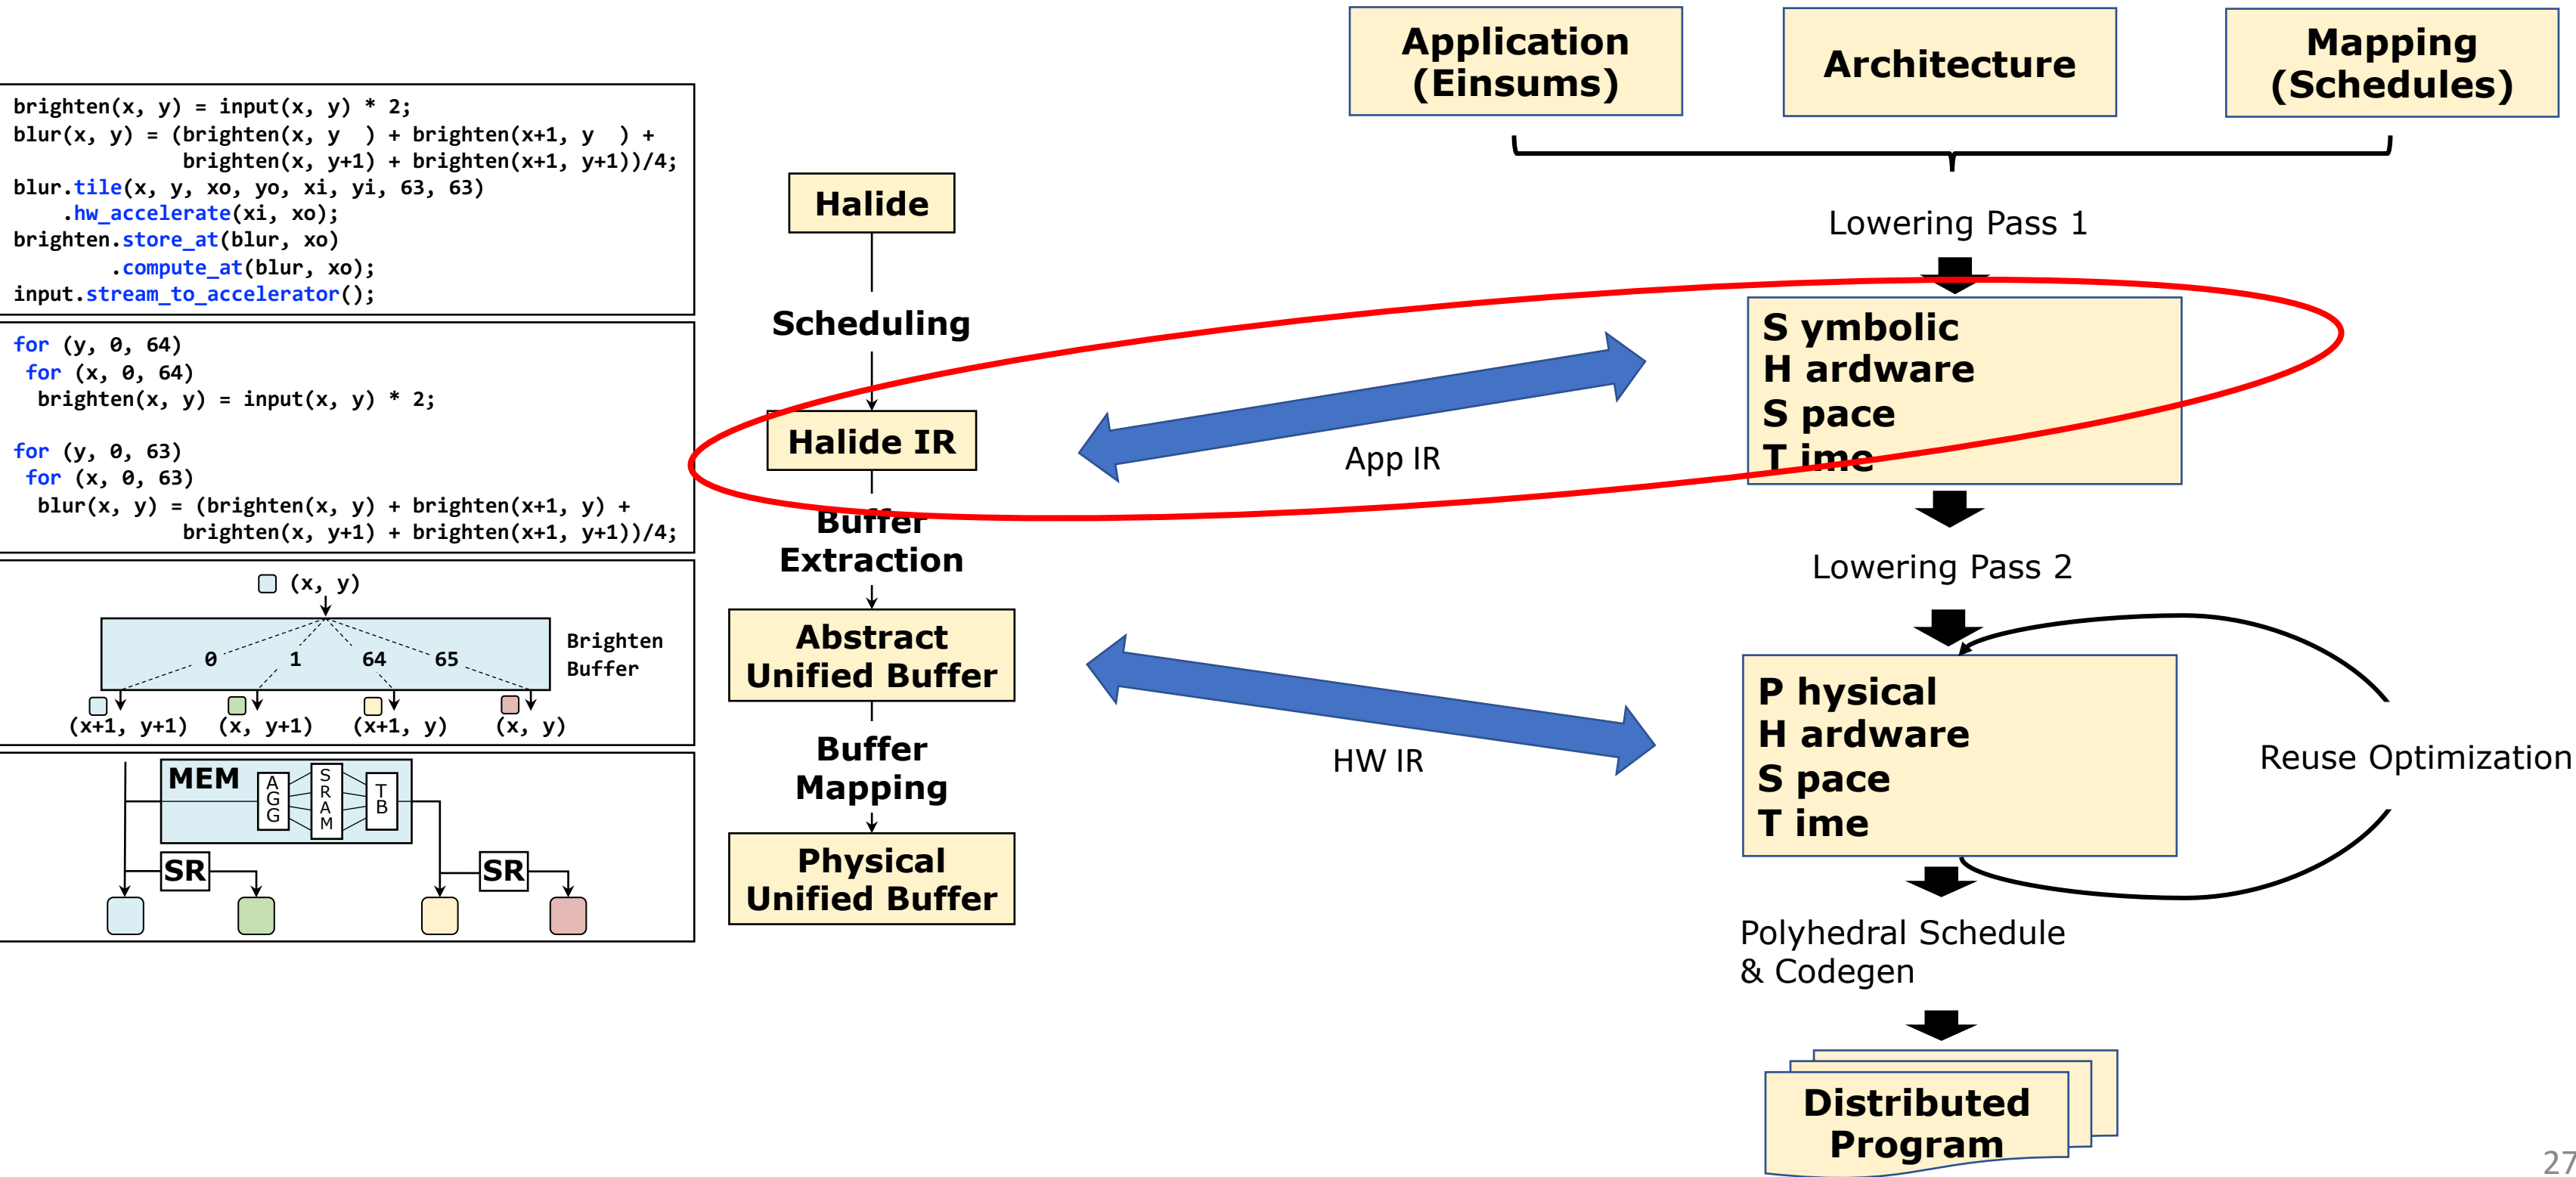 brighten(x, y) = input(x, y) * 2;
blur(x, y) = (brighten(x, y  ) + brighten(x+1, y  ) +
              brighten(x, y+1) + brighten(x+1, y+1))/4;
blur.tile(x, y, xo, yo, xi, yi, 63, 63)
    .hw_accelerate(xi, xo);
brighten.store_at(blur, xo)
        .compute_at(blur, xo);
input.stream_to_accelerator();
for (y, 0, 64)
 for (x, 0, 64)
  brighten(x, y) = input(x, y) * 2;
for (y, 0, 63)
 for (x, 0, 63)
  blur(x, y) = (brighten(x, y) + brighten(x+1, y) +
              brighten(x, y+1) + brighten(x+1, y+1))/4;
(x, y)
0 1 64 65
Brighten
Buffer
(x+1, y+1) (x, y+1) (x+1, y) (x, y)
MEM
AGG
SRAM
TB
SR
SR
Halide
Scheduling
Halide IR
Buffer
Extraction
Abstract
Unified Buffer
Buffer
Mapping
Physical
Unified Buffer
App IR
HW IR
Application
(Einsums)
Architecture
Mapping
(Schedules)
Lowering Pass 1
S ymbolic
H ardware
S pace
T ime
Lowering Pass 2
P hysical
H ardware
S pace
T ime
Reuse Optimization
Polyhedral Schedule
& Codegen
Distributed
Program
27